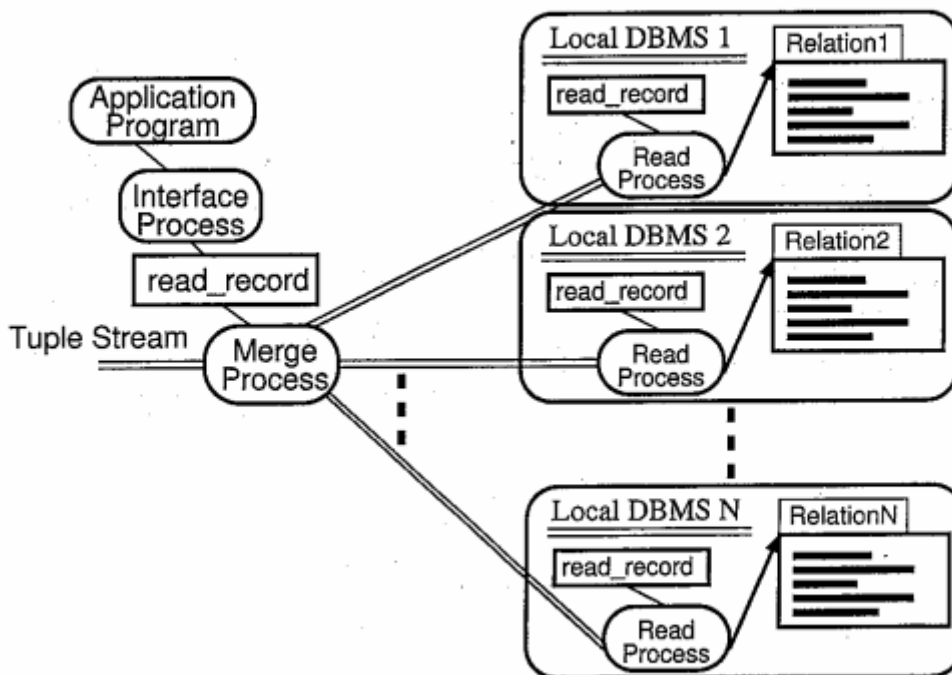 Application
Program
Interface
Process
read_record
Tuple Stream
Merge
Process
Local DBMS 1
Relation1
read_record
Read
Process
Local DBMS 2
Relation2
read_record
Read
Process
Local DBMS N
RelationN
read_record
Read
Process